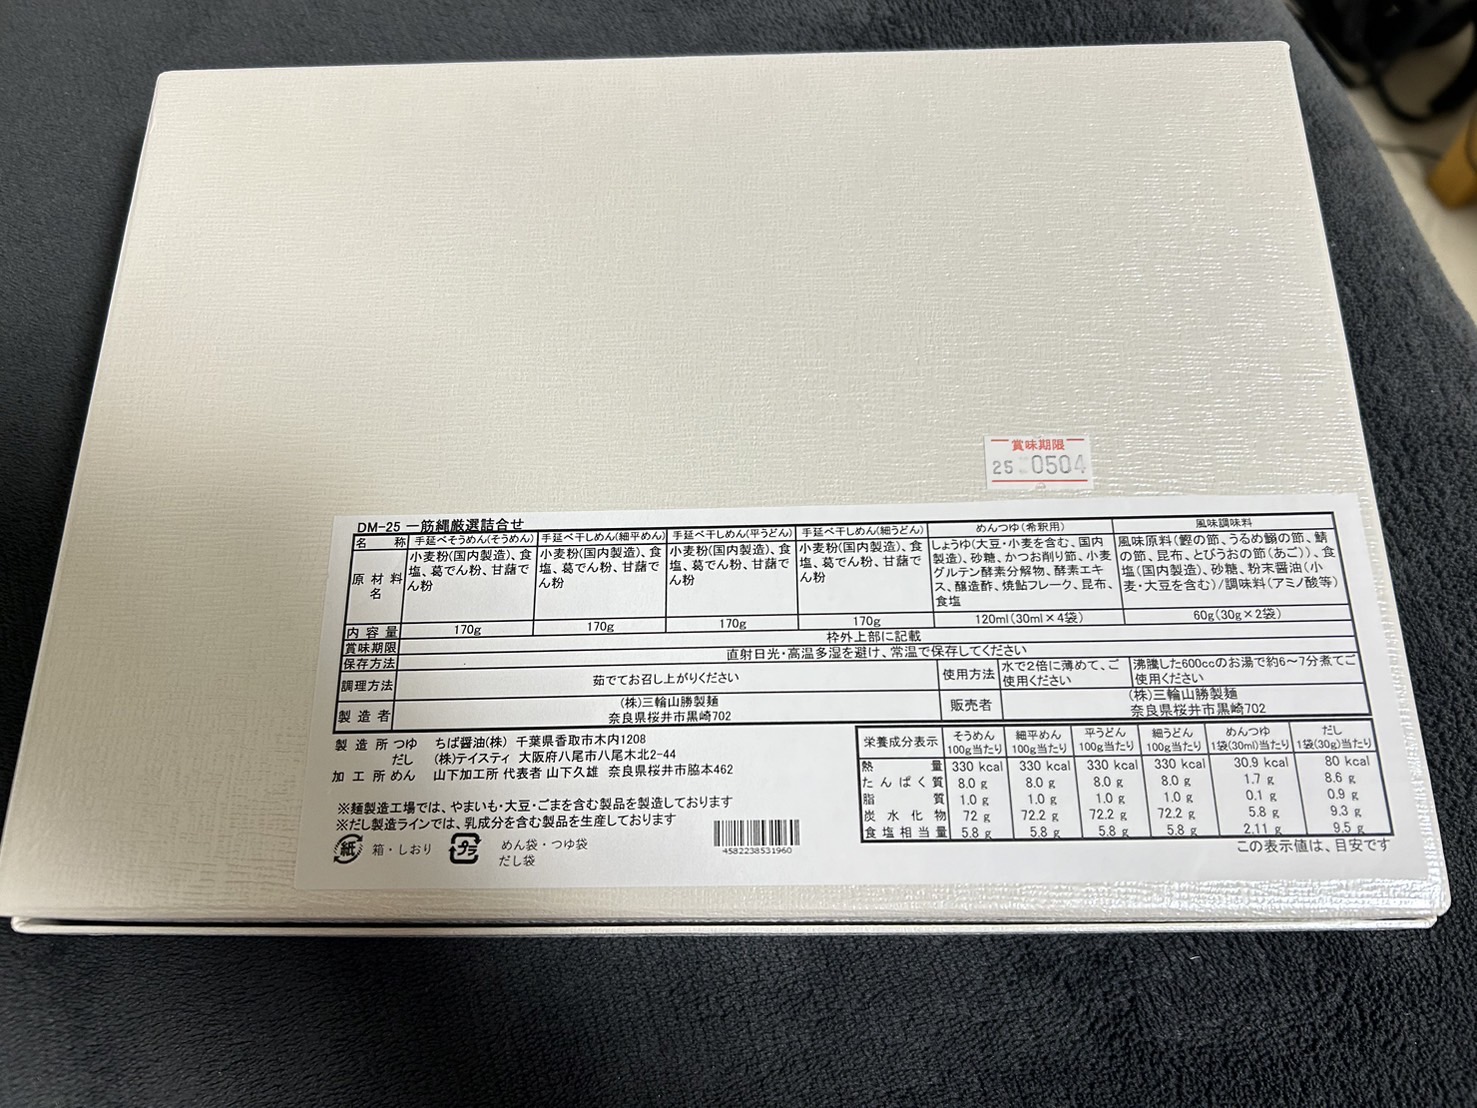 賞味期限
25 0504
DM-25 一筋縄厳選詰合せ
名 称 手延べそうめん(そうめん) 手延べ干しめん(細平めん) 手延べ干しめん(平うどん) 手延べ干しめん(細うどん) めんつゆ(希釈用) 風味調味料
原材料名
小麦粉(国内製造)、食塩、葛でん粉、甘藷でん粉
小麦粉(国内製造)、食塩、葛でん粉、甘藷でん粉
小麦粉(国内製造)、食塩、葛でん粉、甘藷でん粉
小麦粉(国内製造)、食塩、葛でん粉、甘藷でん粉
しょうゆ(大豆・小麦を含む、国内
製造)、砂糖、かつお削り節、小麦
グルテン酵素分解物、酵素エキ
ス、醸造酢、焼鮎フレーク、昆布、
食塩
風味原料(鰹の節、うるめ鰯の節、鯖
の節、昆布、とびうおの節(あご))、食
塩(国内製造)、砂糖、粉末醤油(小
麦・大豆を含む)/調味料(アミノ酸等)
内容量 170g 170g 170g 170g 120ml(30ml×4袋) 60g(30g×2袋)
賞味期限 枠外上部に記載
保存方法 直射日光・高温多湿を避け、常温で保存してください
調理方法 茹でてお召し上がりください
使用方法 水で2倍に薄めて、ご使用ください
沸騰した600ccのお湯で約6～7分煮てご使用ください
製造者 (株)三輪山勝製麺
奈良県桜井市黒崎702
販売者 (株)三輪山勝製麺
奈良県桜井市黒崎702
製造所 つゆ ちば醤油(株) 千葉県香取市木内1208
だし (株)テイスティ 大阪府八尾市八尾木北2-44
加工所 めん 山下加工所 代表者 山下久雄 奈良県桜井市脇本462
※麺製造工場では、やまいも・大豆・ごまを含む製品を製造しております
※だし製造ラインでは、乳成分を含む製品を生産しております
紙 箱・しおり プラ めん袋・つゆ袋
だし袋
4582238531960
栄養成分表示 そうめん 細平めん 平うどん 細うどん めんつゆ だし
100g当たり 100g当たり 100g当たり 100g当たり 1袋(30ml)当たり 1袋(30g)当たり
熱量 330 kcal 330 kcal 330 kcal 330 kcal 30.9 kcal 80 kcal
たんぱく質 8.0 g 8.0 g 8.0 g 8.0 g 1.7 g 8.6 g
脂質 1.0 g 1.0 g 1.0 g 1.0 g 0.1 g 0.9 g
炭水化物 72 g 72.2 g 72.2 g 72.2 g 5.8 g 9.3 g
食塩相当量 5.8 g 5.8 g 5.8 g 5.8 g 2.11 g 9.5 g
この表示値は、目安です